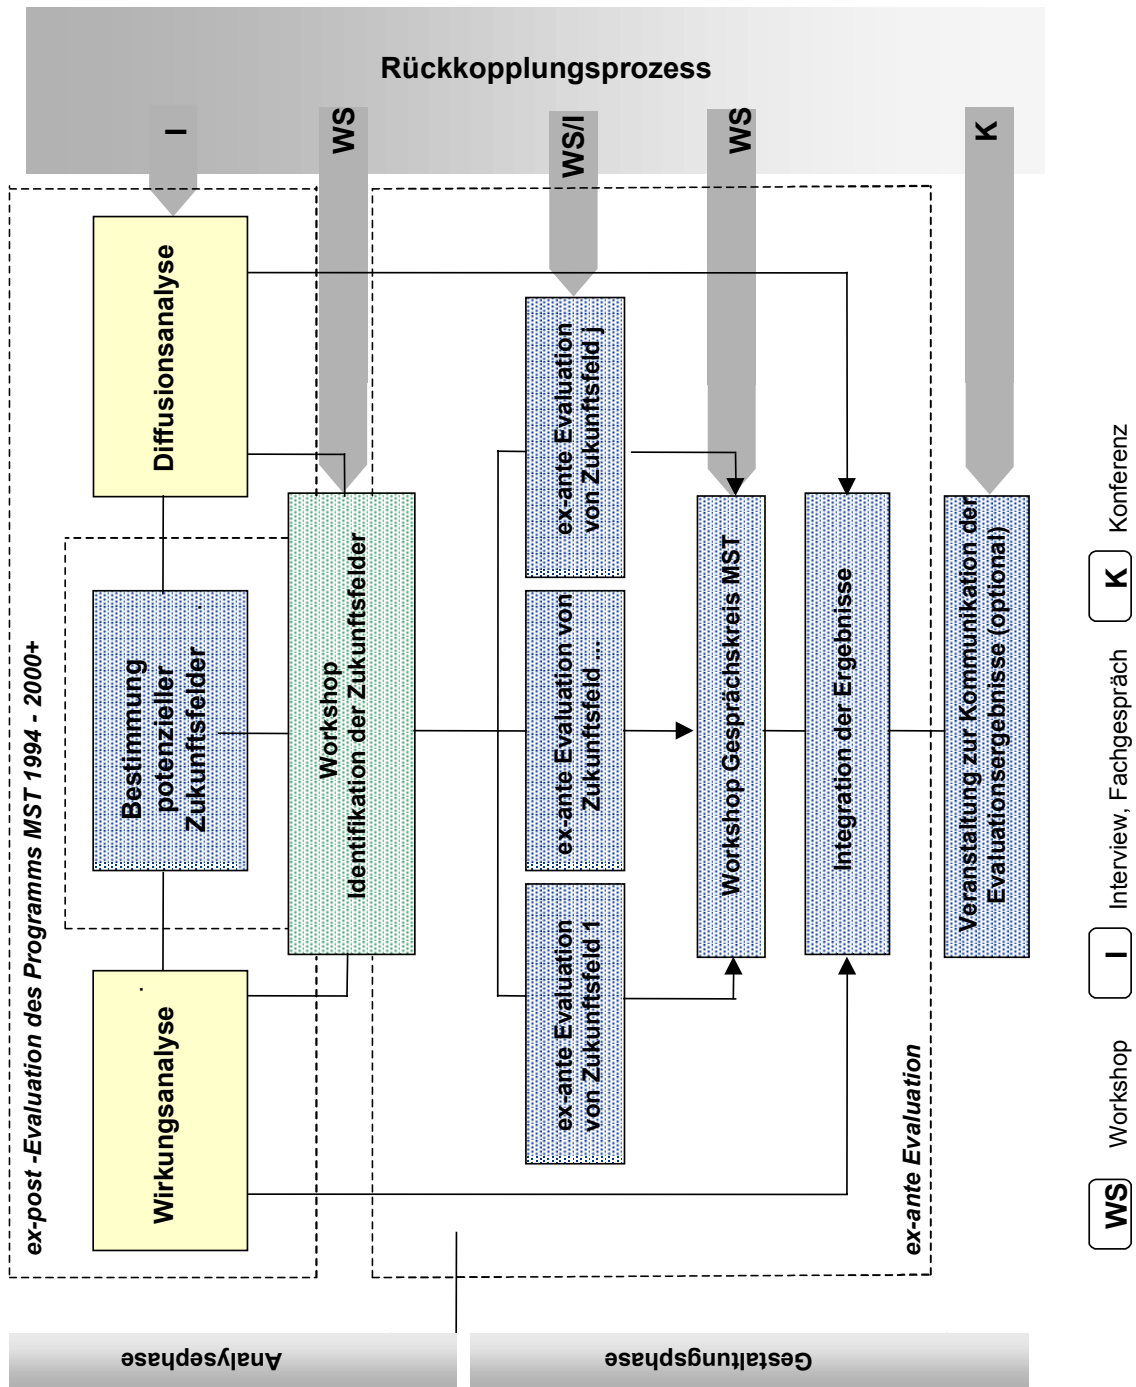 Rückkopplungsprozess
I
WS
WS/I
WS
K
ex-post -Evaluation des Programms MST 1994 - 2000+
Wirkungsanalyse
Bestimmung
potenzieller
Zukunftsfelder
Diffusionsanalyse
Workshop
Identifikation der Zukunftsfelder
ex-ante Evaluation
von Zukunftsfeld 1
ex-ante Evaluation von
Zukunftsfeld ...
ex-ante Evaluation
von Zukunftsfeld j
Workshop Gesprächskreis MST
Integration der Ergebnisse
ex-ante Evaluation
Veranstaltung zur Kommunikation der
Evaluationsergebnisse (optional)
Analysephase
Gestaltungsphase
WS Workshop
I Interview, Fachgespräch
K Konferenz